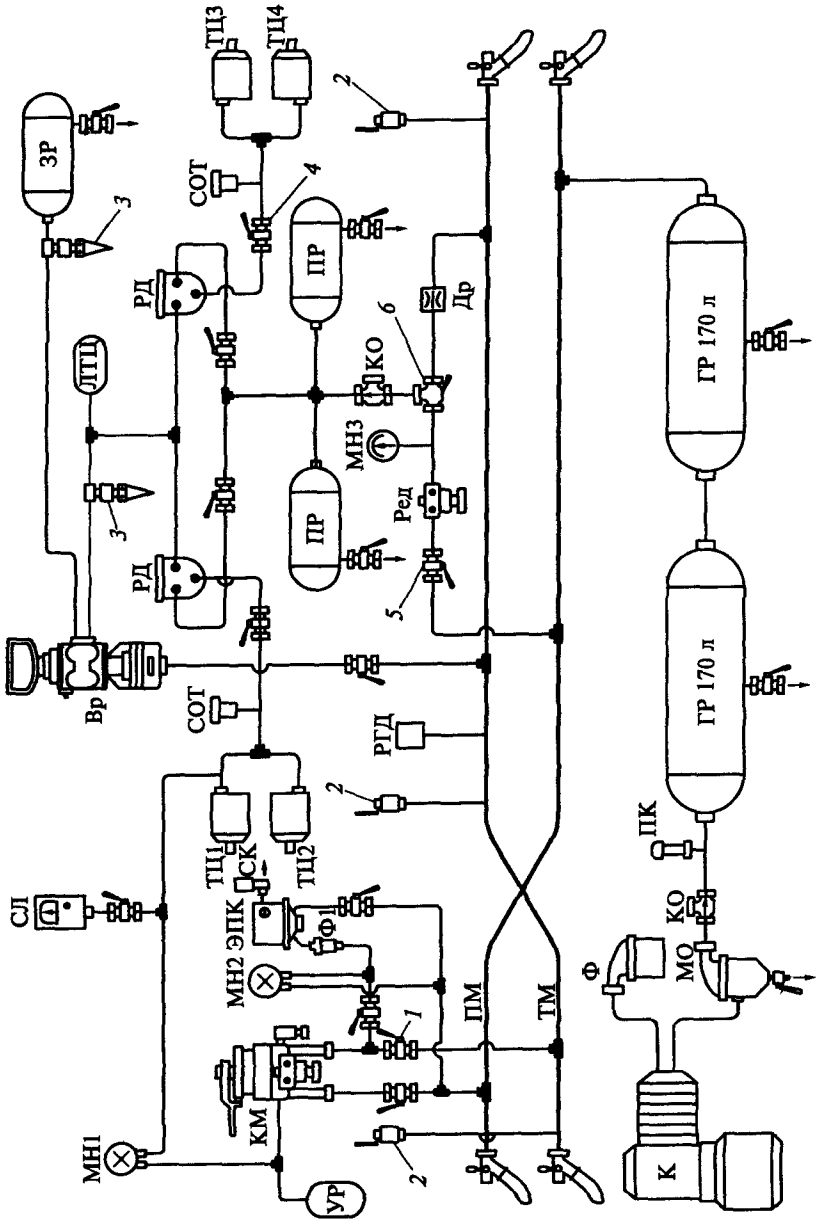 СЛ
ЗР
МН1
Вр
ЛТЦ
3
3
РД
РД
СОТ
СОТ
ТЦ3
ТЦ4
ТЦ1
ТЦ2
СК
МН2
ЭПК
КМ
УР
Ф1
4
ПР
ПР
2
2
2
МН3
КО
РГД
Ред
6
5
1
Др
ПМ
ТМ
Ф
ПК
КО
МО
К
ГР 170 л
ГР 170 л